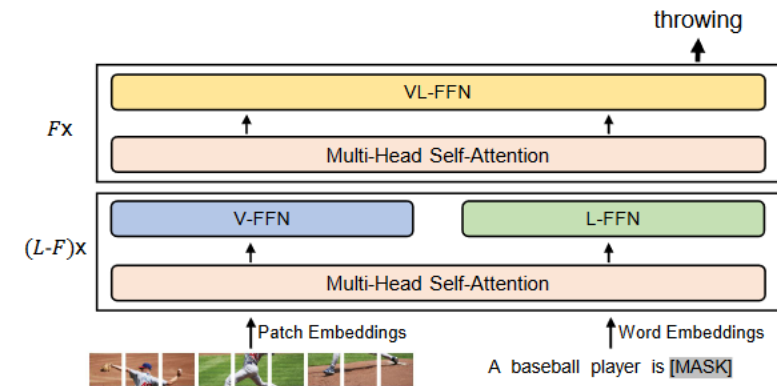 throwing
VL-FFN
Fx
Multi-Head Self-Attention
V-FFN
L-FFN
(L-F)x
Multi-Head Self-Attention
Patch Embeddings
Word Embeddings
A baseball player is [MASK]